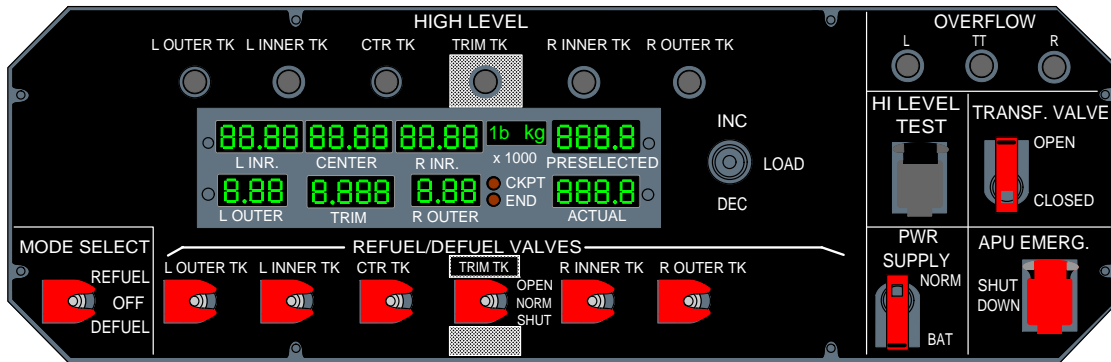 HIGH LEVEL
L OUTER TK L INNER TK CTR TK TRIM TK R INNER TK R OUTER TK
OVERFLOW
L TT R
88.88 88.88 88.88 1b kg 888.8
L INR. CENTER R INR. x 1000 PRESELECTED
8.88 8.888 8.88 CKPT 888.8
END
L OUTER TRIM R OUTER ACTUAL
INC
LOAD
DEC
HI LEVEL
TEST
TRANSF. VALVE
OPEN
CLOSED
MODE SELECT
REFUEL
OFF
DEFUEL
REFUEL/DEFUEL VALVES
L OUTER TK L INNER TK CTR TK TRIM TK R INNER TK R OUTER TK
OPEN
NORM
SHUT
PWR
SUPPLY
NORM
BAT
APU EMERG.
SHUT
DOWN